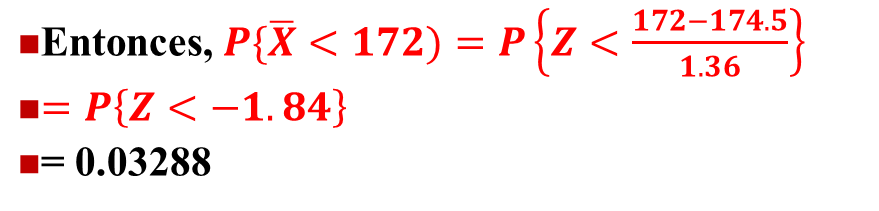 ■Entonces, P{X̅ < 172) = P{Z < (172−174.5)/1.36}
■= P{Z < −1.84}
■= 0.03288